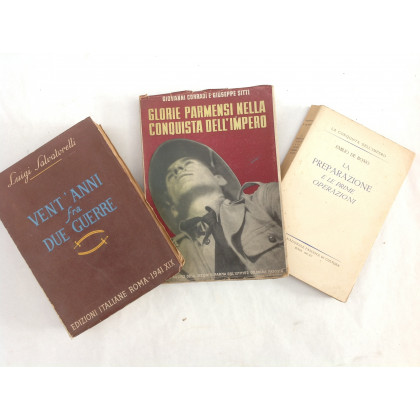 Luigi Salvatorelli
VENT'ANNI
fra
DUE GUERRE
EDIZIONI ITALIANE ROMA-1941.XIX
GIOVANNI CORRADI E GIUSEPPE SITTI
GLORIE PARMENSI NELLA
CONQUISTA DELL'IMPERO
LA CONQUISTA DELL'IMPERO
EMILIO DE BONO
LA
PREPARAZIONE
E LE PRIME
OPERAZIONI